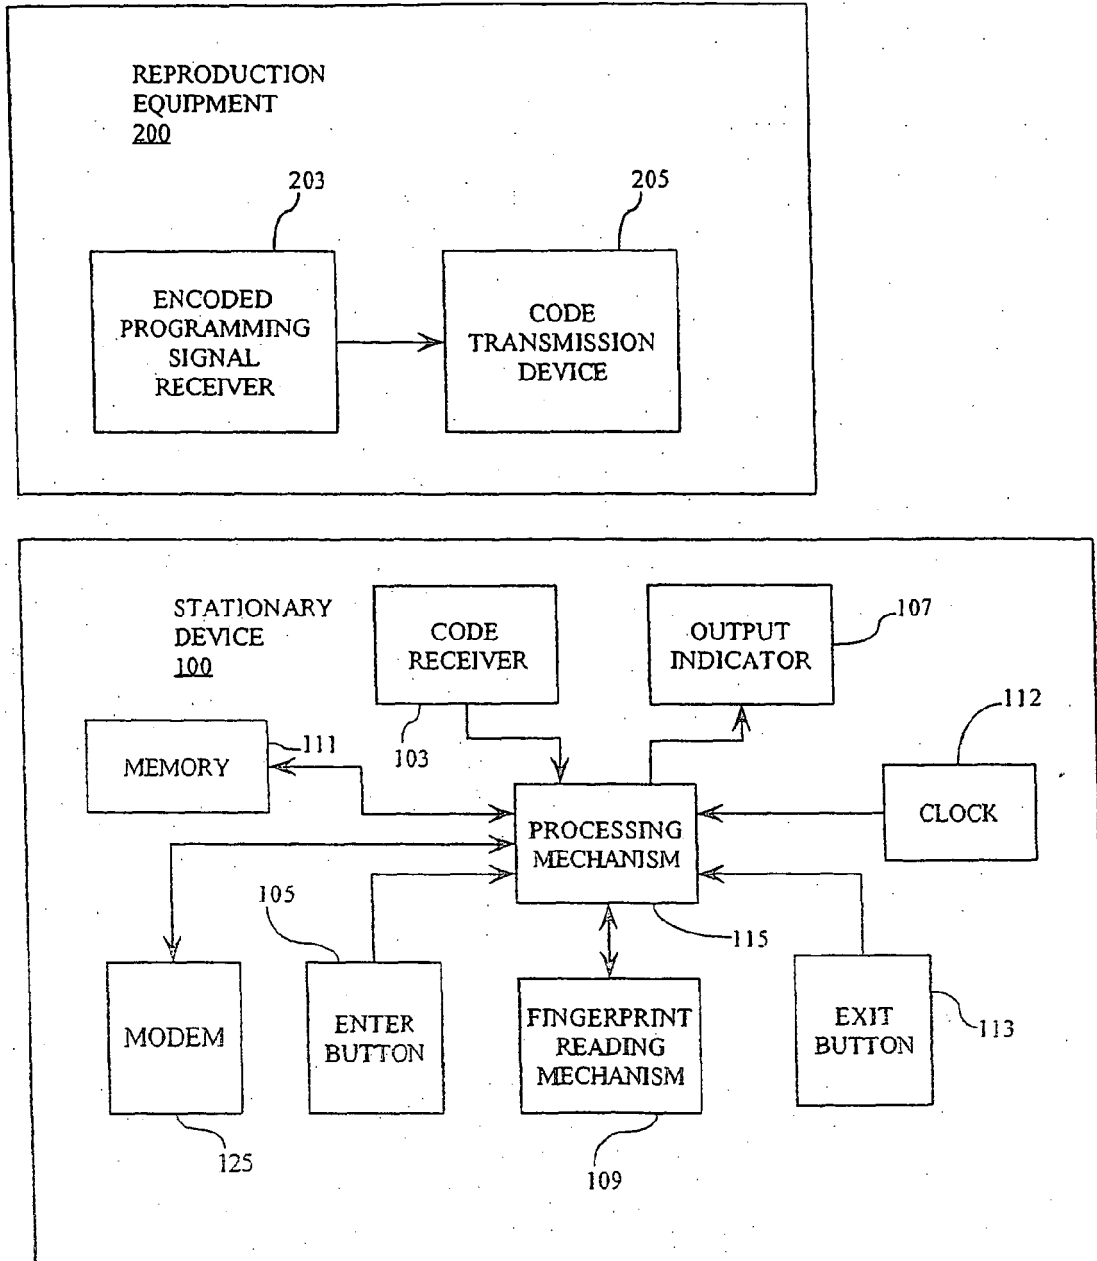 REPRODUCTION
EQUIPMENT
200
203
205
ENCODED
PROGRAMMING
SIGNAL
RECEIVER
CODE
TRANSMISSION
DEVICE
STATIONARY
DEVICE
100
CODE
RECEIVER
103
OUTPUT
INDICATOR
107
MEMORY
111
112
CLOCK
PROCESSING
MECHANISM
115
MODEM
125
105
ENTER
BUTTON
FINGERPRINT
READING
MECHANISM
109
EXIT
BUTTON
113